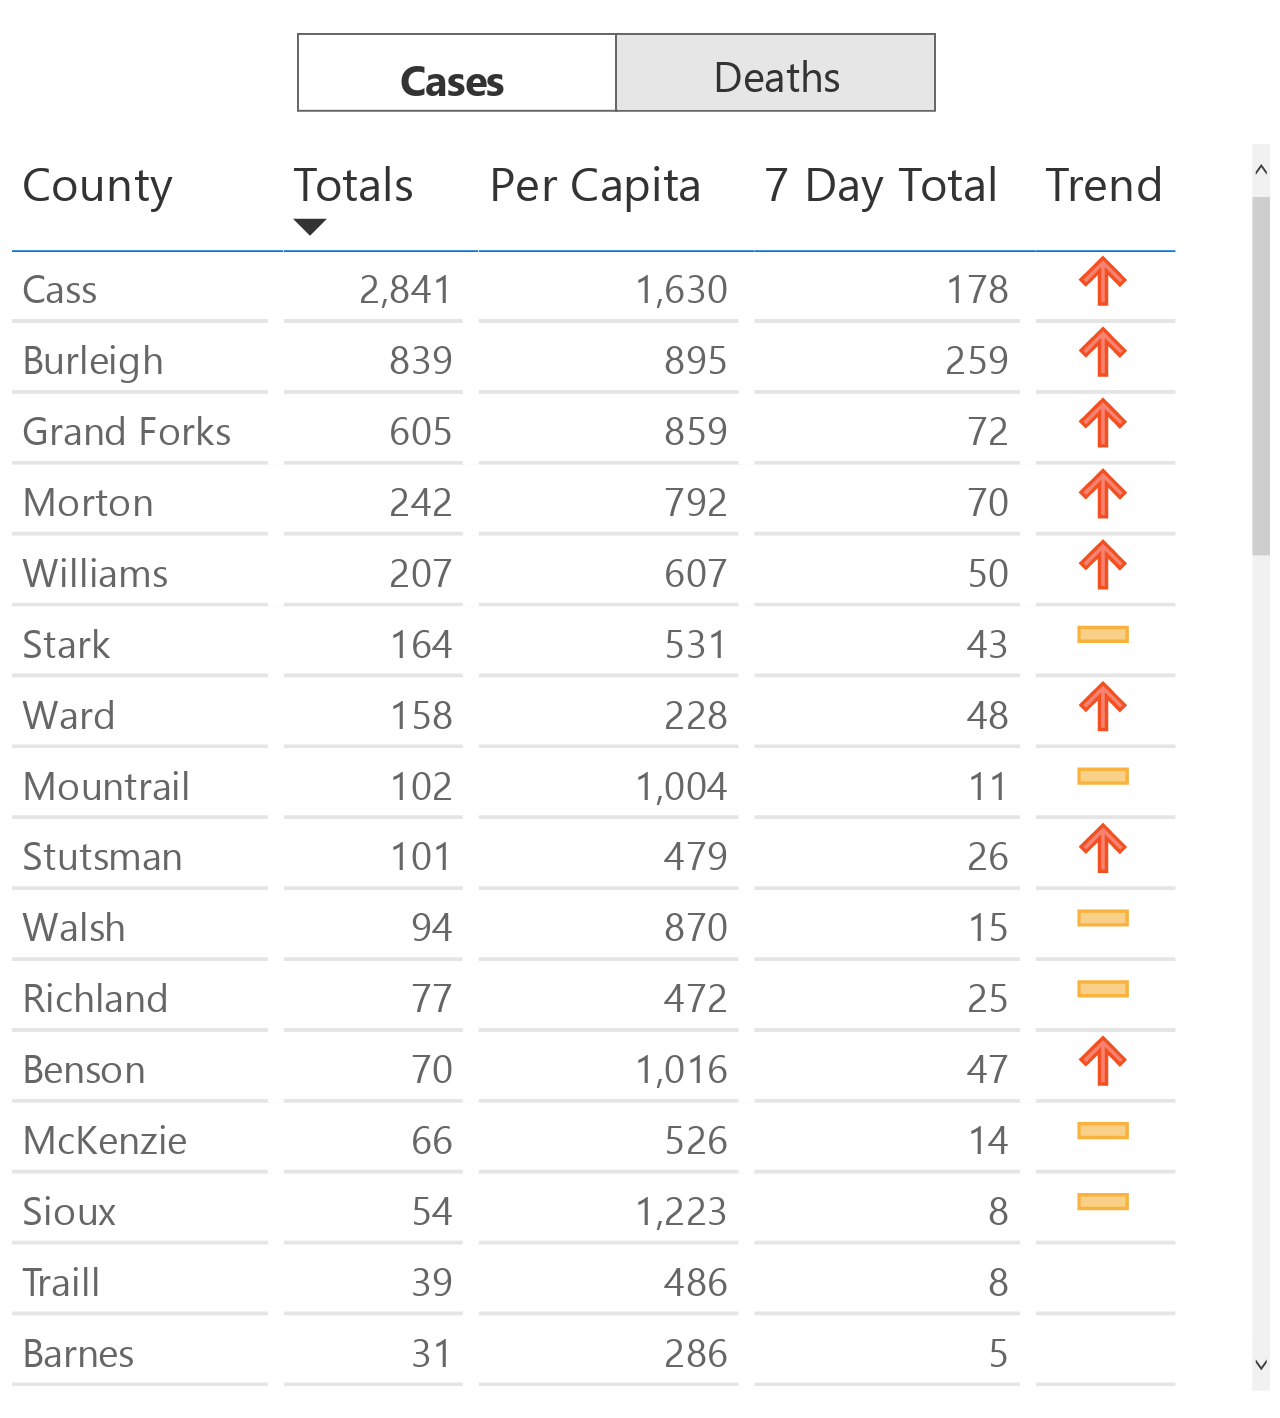 Cases Deaths
County Totals Per Capita 7 Day Total Trend
Cass 2,841 1,630 178
Burleigh 839 895 259
Grand Forks 605 859 72
Morton 242 792 70
Williams 207 607 50
Stark 164 531 43
Ward 158 228 48
Mountrail 102 1,004 11
Stutsman 101 479 26
Walsh 94 870 15
Richland 77 472 25
Benson 70 1,016 47
McKenzie 66 526 14
Sioux 54 1,223 8
Traill 39 486 8
Barnes 31 286 5